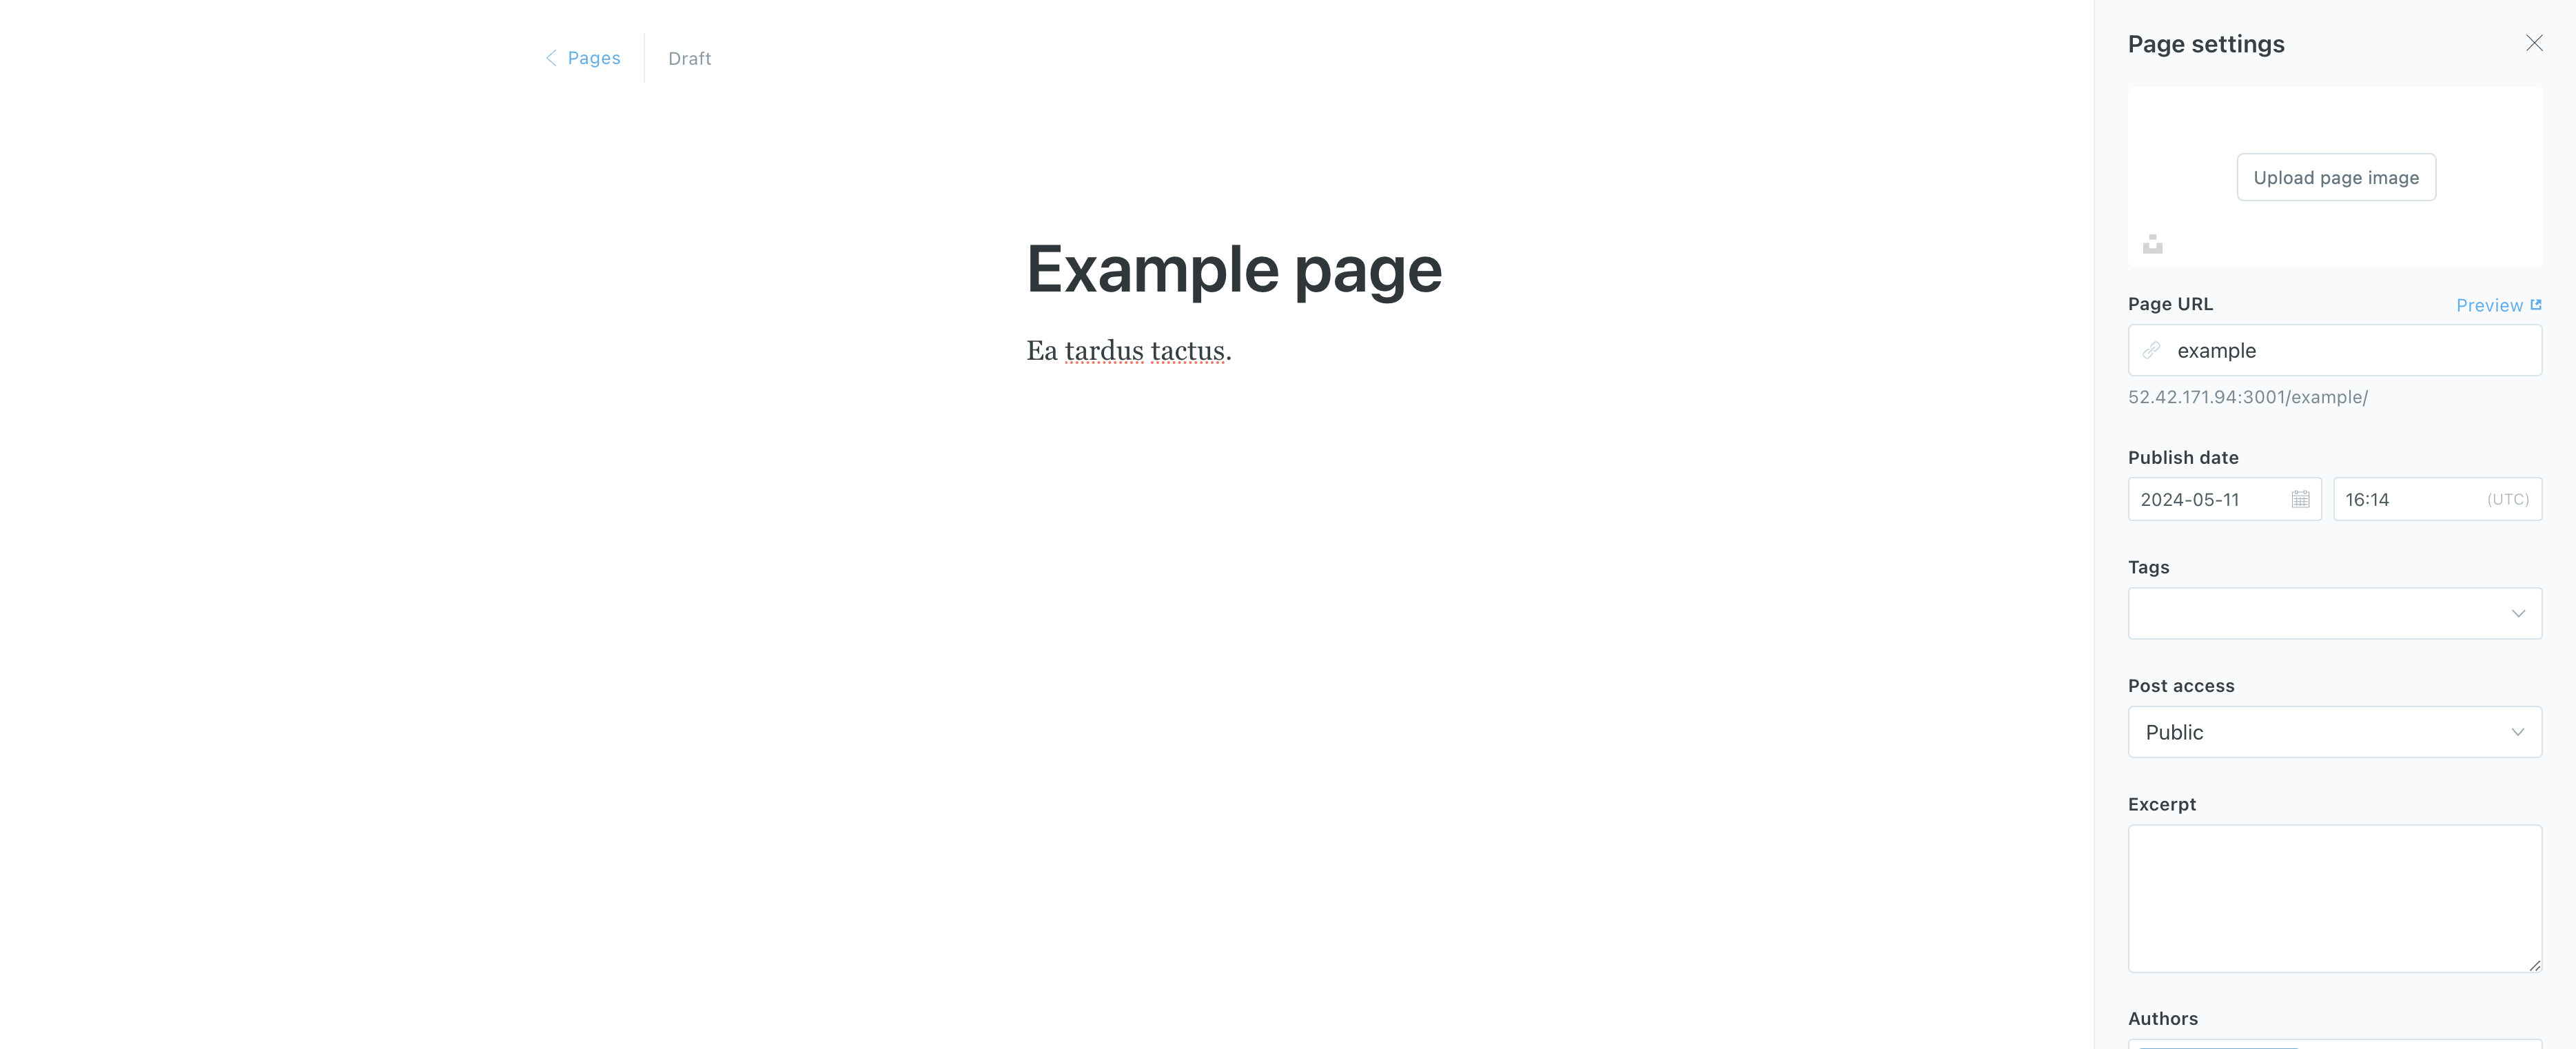 Pages
Draft
Example page
Ea tardus tactus.
Page settings
Upload page image
Page URL
Preview
example
52.42.171.94:3001/example/
Publish date
2024-05-11
16:14 (UTC)
Tags
Post access
Public
Excerpt
Authors